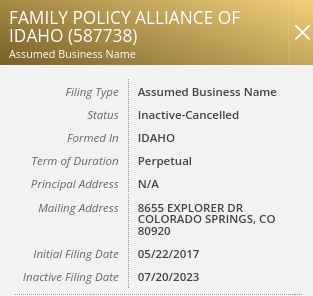 FAMILY POLICY ALLIANCE OF
IDAHO (587738)
Assumed Business Name
Filing Type Assumed Business Name
Status Inactive-Cancelled
Formed In IDAHO
Term of Duration Perpetual
Principal Address N/A
Mailing Address 8655 EXPLORER DR
COLORADO SPRINGS, CO
80920
Initial Filing Date 05/22/2017
Inactive Filing Date 07/20/2023